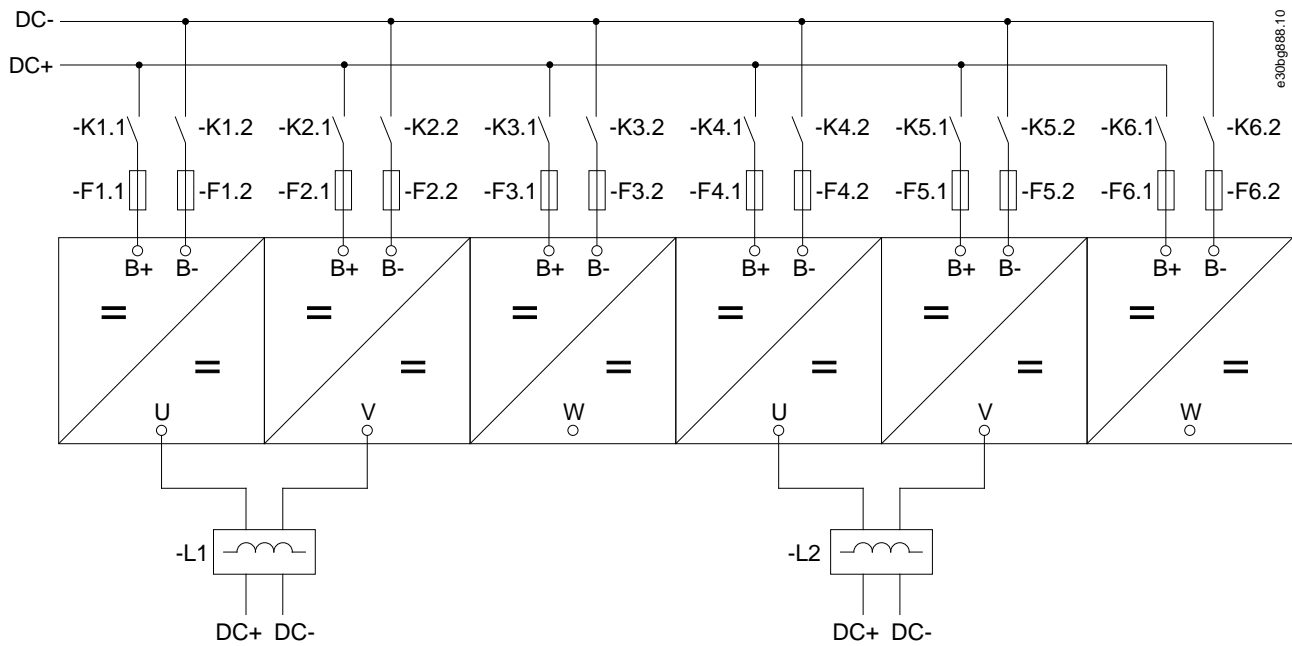 DC-
DC+
e30bg888.10
-K1.1 -K1.2 -K2.1 -K2.2 -K3.1 -K3.2 -K4.1 -K4.2 -K5.1 -K5.2 -K6.1 -K6.2
-F1.1 -F1.2 -F2.1 -F2.2 -F3.1 -F3.2 -F4.1 -F4.2 -F5.1 -F5.2 -F6.1 -F6.2
B+ B- B+ B- B+ B- B+ B- B+ B- B+ B-
= = = = = =
= = = = = =
U V W U V W
-L1 -L2
DC+ DC- DC+ DC-